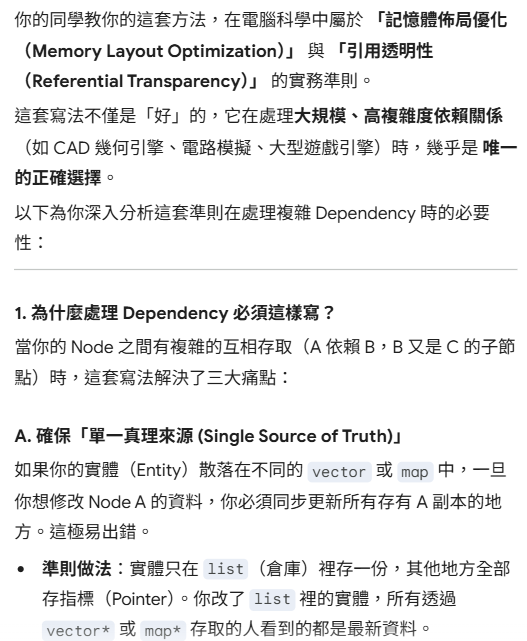 你的同學教你的這套方法，在電腦科學中屬於 「記憶體佈局優化
（Memory Layout Optimization）」 與 「引用透明性
（Referential Transparency）」 的實務準則。
這套寫法不僅是「好」的，它在處理大規模、高複雜度依賴關係
（如 CAD 幾何引擎、電路模擬、大型遊戲引擎）時，幾乎是 唯一
的正確選擇。
以下為你深入分析這套準則在處理複雜 Dependency 時的必要
性：
1. 為什麼處理 Dependency 必須這樣寫？
當你的 Node 之間有複雜的互相存取（A 依賴 B，B 又是 C 的子節
點）時，這套寫法解決了三大痛點：
A. 確保「單一真理來源 (Single Source of Truth)」
如果你的實體（Entity）散落在不同的 vector 或 map 中，一旦
你想修改 Node A 的資料，你必須同步更新所有存有 A 副本的地
方。這極易出錯。
• 準則做法：實體只在 list（倉庫）裡存一份，其他地方全部
存指標（Pointer）。你改了 list 裡的實體，所有透過
vector* 或 map* 存取的人看到的都是最新資料。